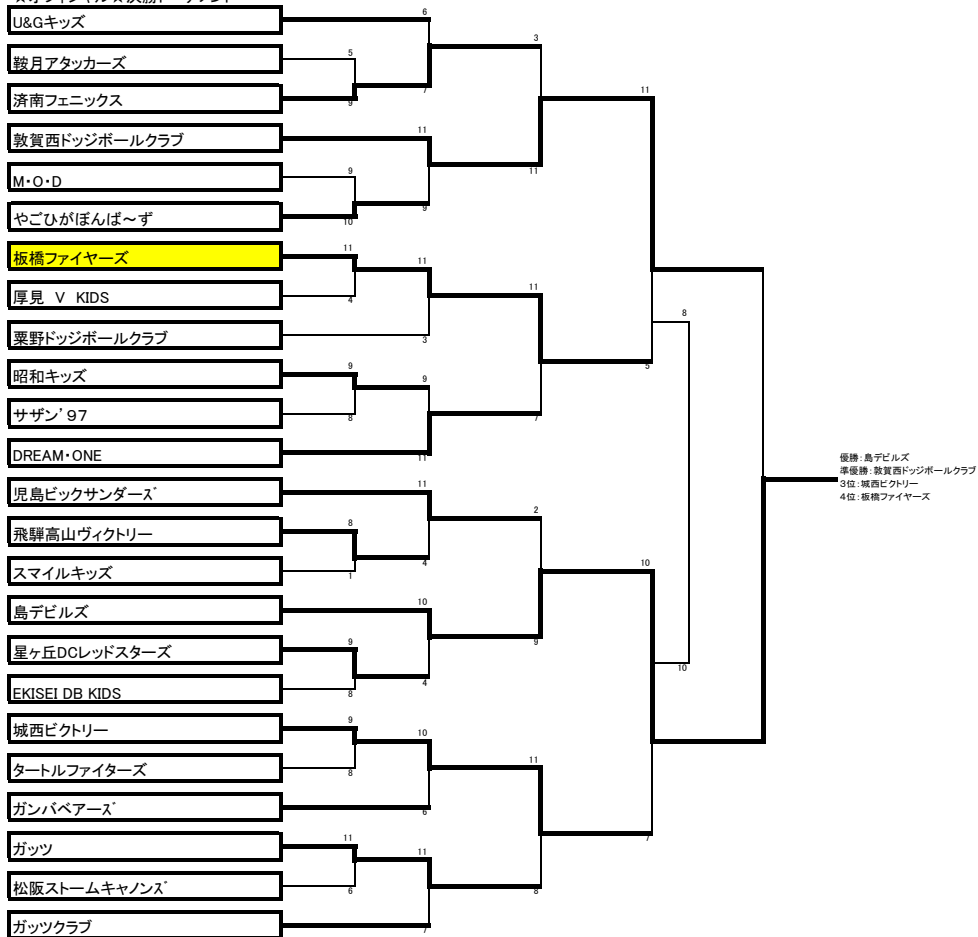 U&Gキッズ
鞍月アタッカーズ
済南フェニックス
敦賀西ドッジボールクラブ
M・O・D
やごひがぼんば~ず
板橋ファイヤーズ
厚見 V KIDS
粟野ドッジボールクラブ
昭和キッズ
サザン'97
DREAM・ONE
児島ビックサンダーズ
飛騨高山ヴィクトリー
スマイルキッズ
島デビルズ
星ヶ丘DCレッドスターズ
EKISEI DB KIDS
城西ビクトリー
タートルファイターズ
ガンバベアーズ
ガッツ
松阪ストームキャノンズ
ガッツクラブ
5
9
9
10
11
4
9
8
8
1
9
8
9
8
11
6
6
7
11
9
11
3
9
11
11
4
10
4
10
6
11
7
3
11
11
7
2
9
11
8
11
5
10
7
8
10
優勝:島デビルズ
準優勝:敦賀西ドッジボールクラブ
3位:城西ビクトリー
4位:板橋ファイヤーズ